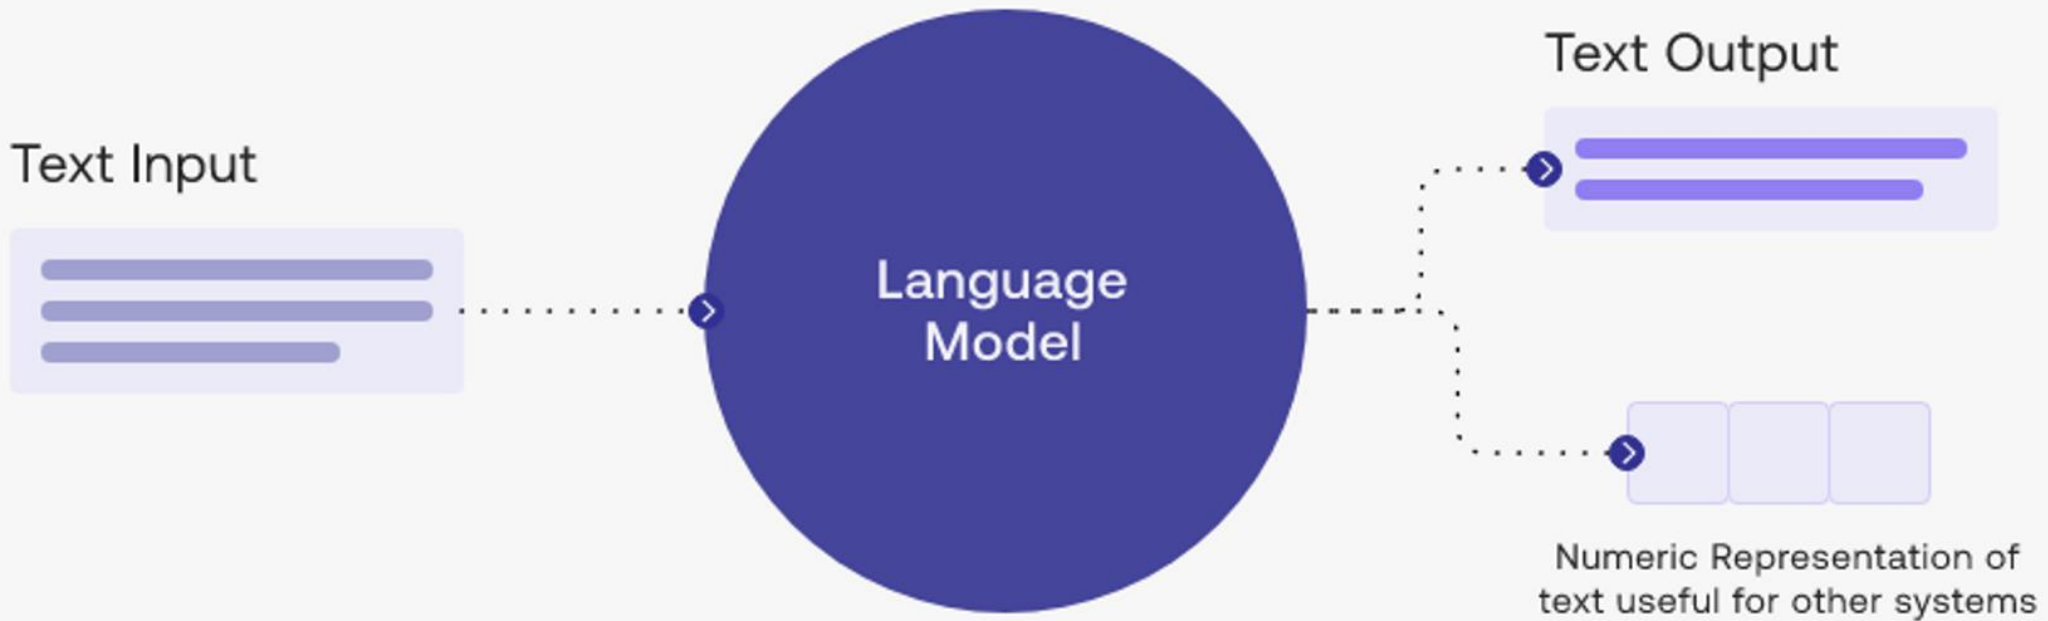 Text Input
Language
Model
Text Output
Numeric Representation of
text useful for other systems